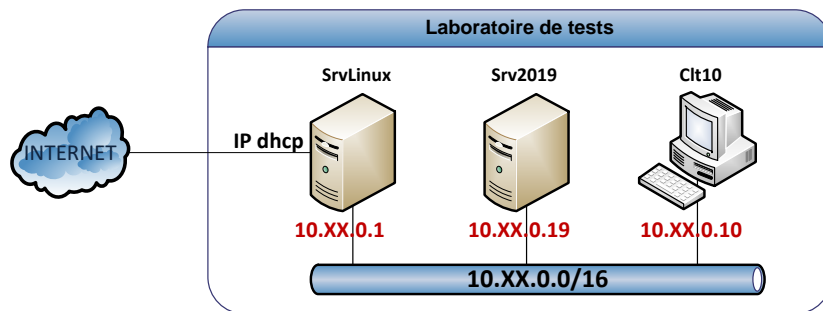 Laboratoire de tests
SrvLinux
Srv2019
Clt10
INTERNET
IP dhcp
10.XX.0.1
10.XX.0.19
10.XX.0.10
10.XX.0.0/16